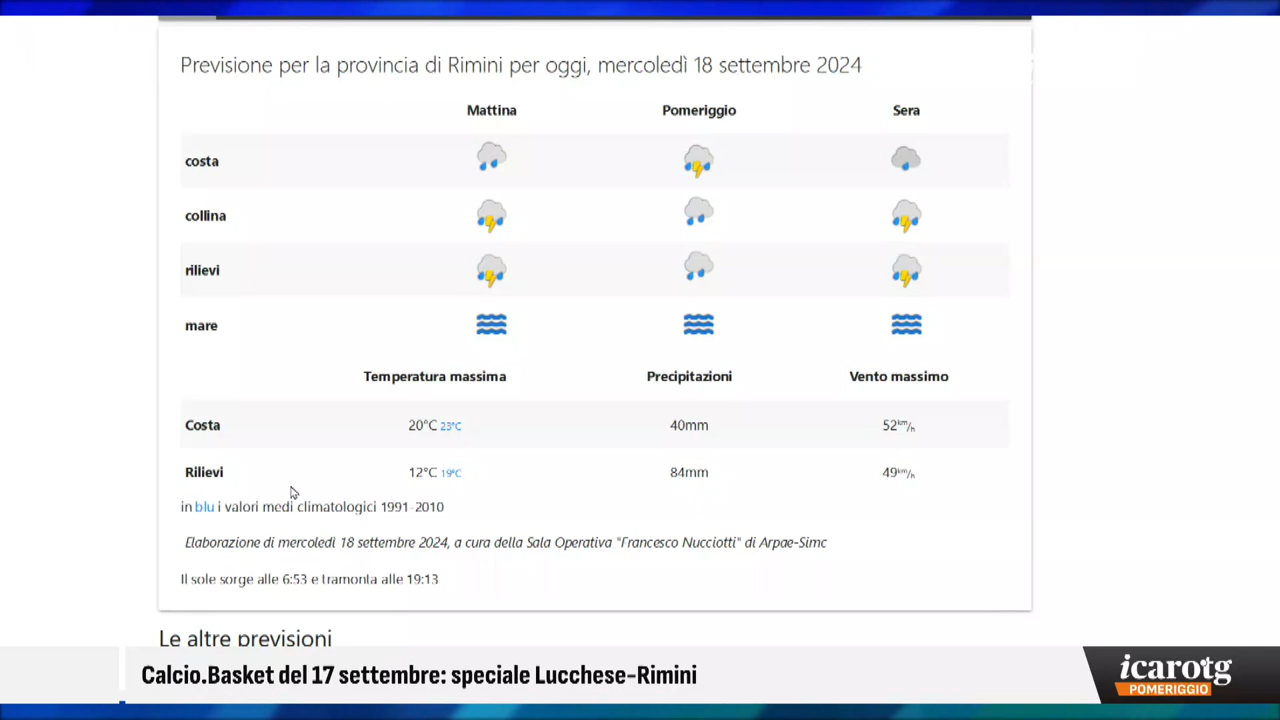 Previsione per la provincia di Rimini per oggi, mercoledì 18 settembre 2024
Mattina Pomeriggio Sera
costa
collina
rilievi
mare
Temperatura massima Precipitazioni Vento massimo
Costa 20°C 23°C 40mm 52km/h
Rilievi 12°C 19°C 84mm 49km/h
in blu i valori medi climatologici 1991-2010
Elaborazione di mercoledì 18 settembre 2024, a cura della Sala Operativa "Francesco Nucciotti" di Arpae-Simc
Il sole sorge alle 6:53 e tramonta alle 19:13
Le altre previsioni
Calcio.Basket del 17 settembre: speciale Lucchese-Rimini
icarotg
POMERIGGIO